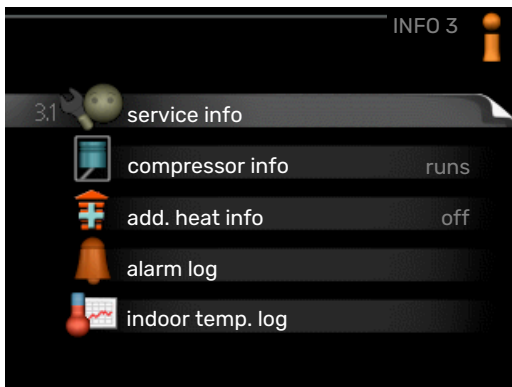 INFO 3
3.1 service info
compressor info runs
add. heat info off
alarm log
indoor temp. log